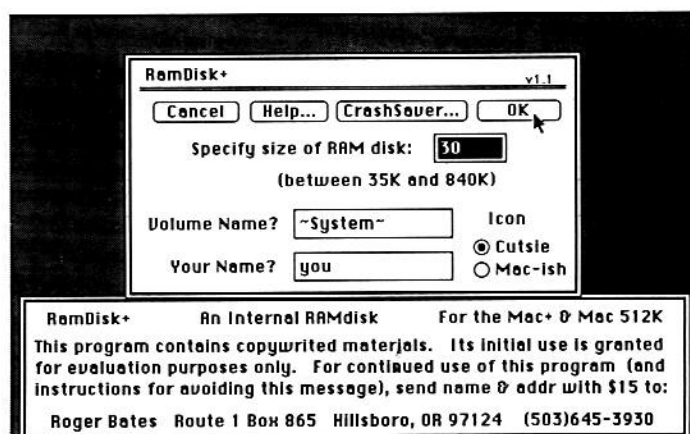 RamDisk+ v1.1
Cancel Help... CrashSaver... OK
Specify size of RAM disk: 30
(between 35K and 840K)
Volume Name? ~System~ Icon
Cutsie
Your Name? you Mac-ish
RamDisk+ An Internal RAMdisk For the Mac+ & Mac 512K
This program contains copywrited materials. Its initial use is granted
for evaluation purposes only. For continued use of this program (and
instructions for avoiding this message), send name & addr with $15 to:
Roger Bates Route 1 Box 865 Hillsboro, OR 97124 (503)645-3930